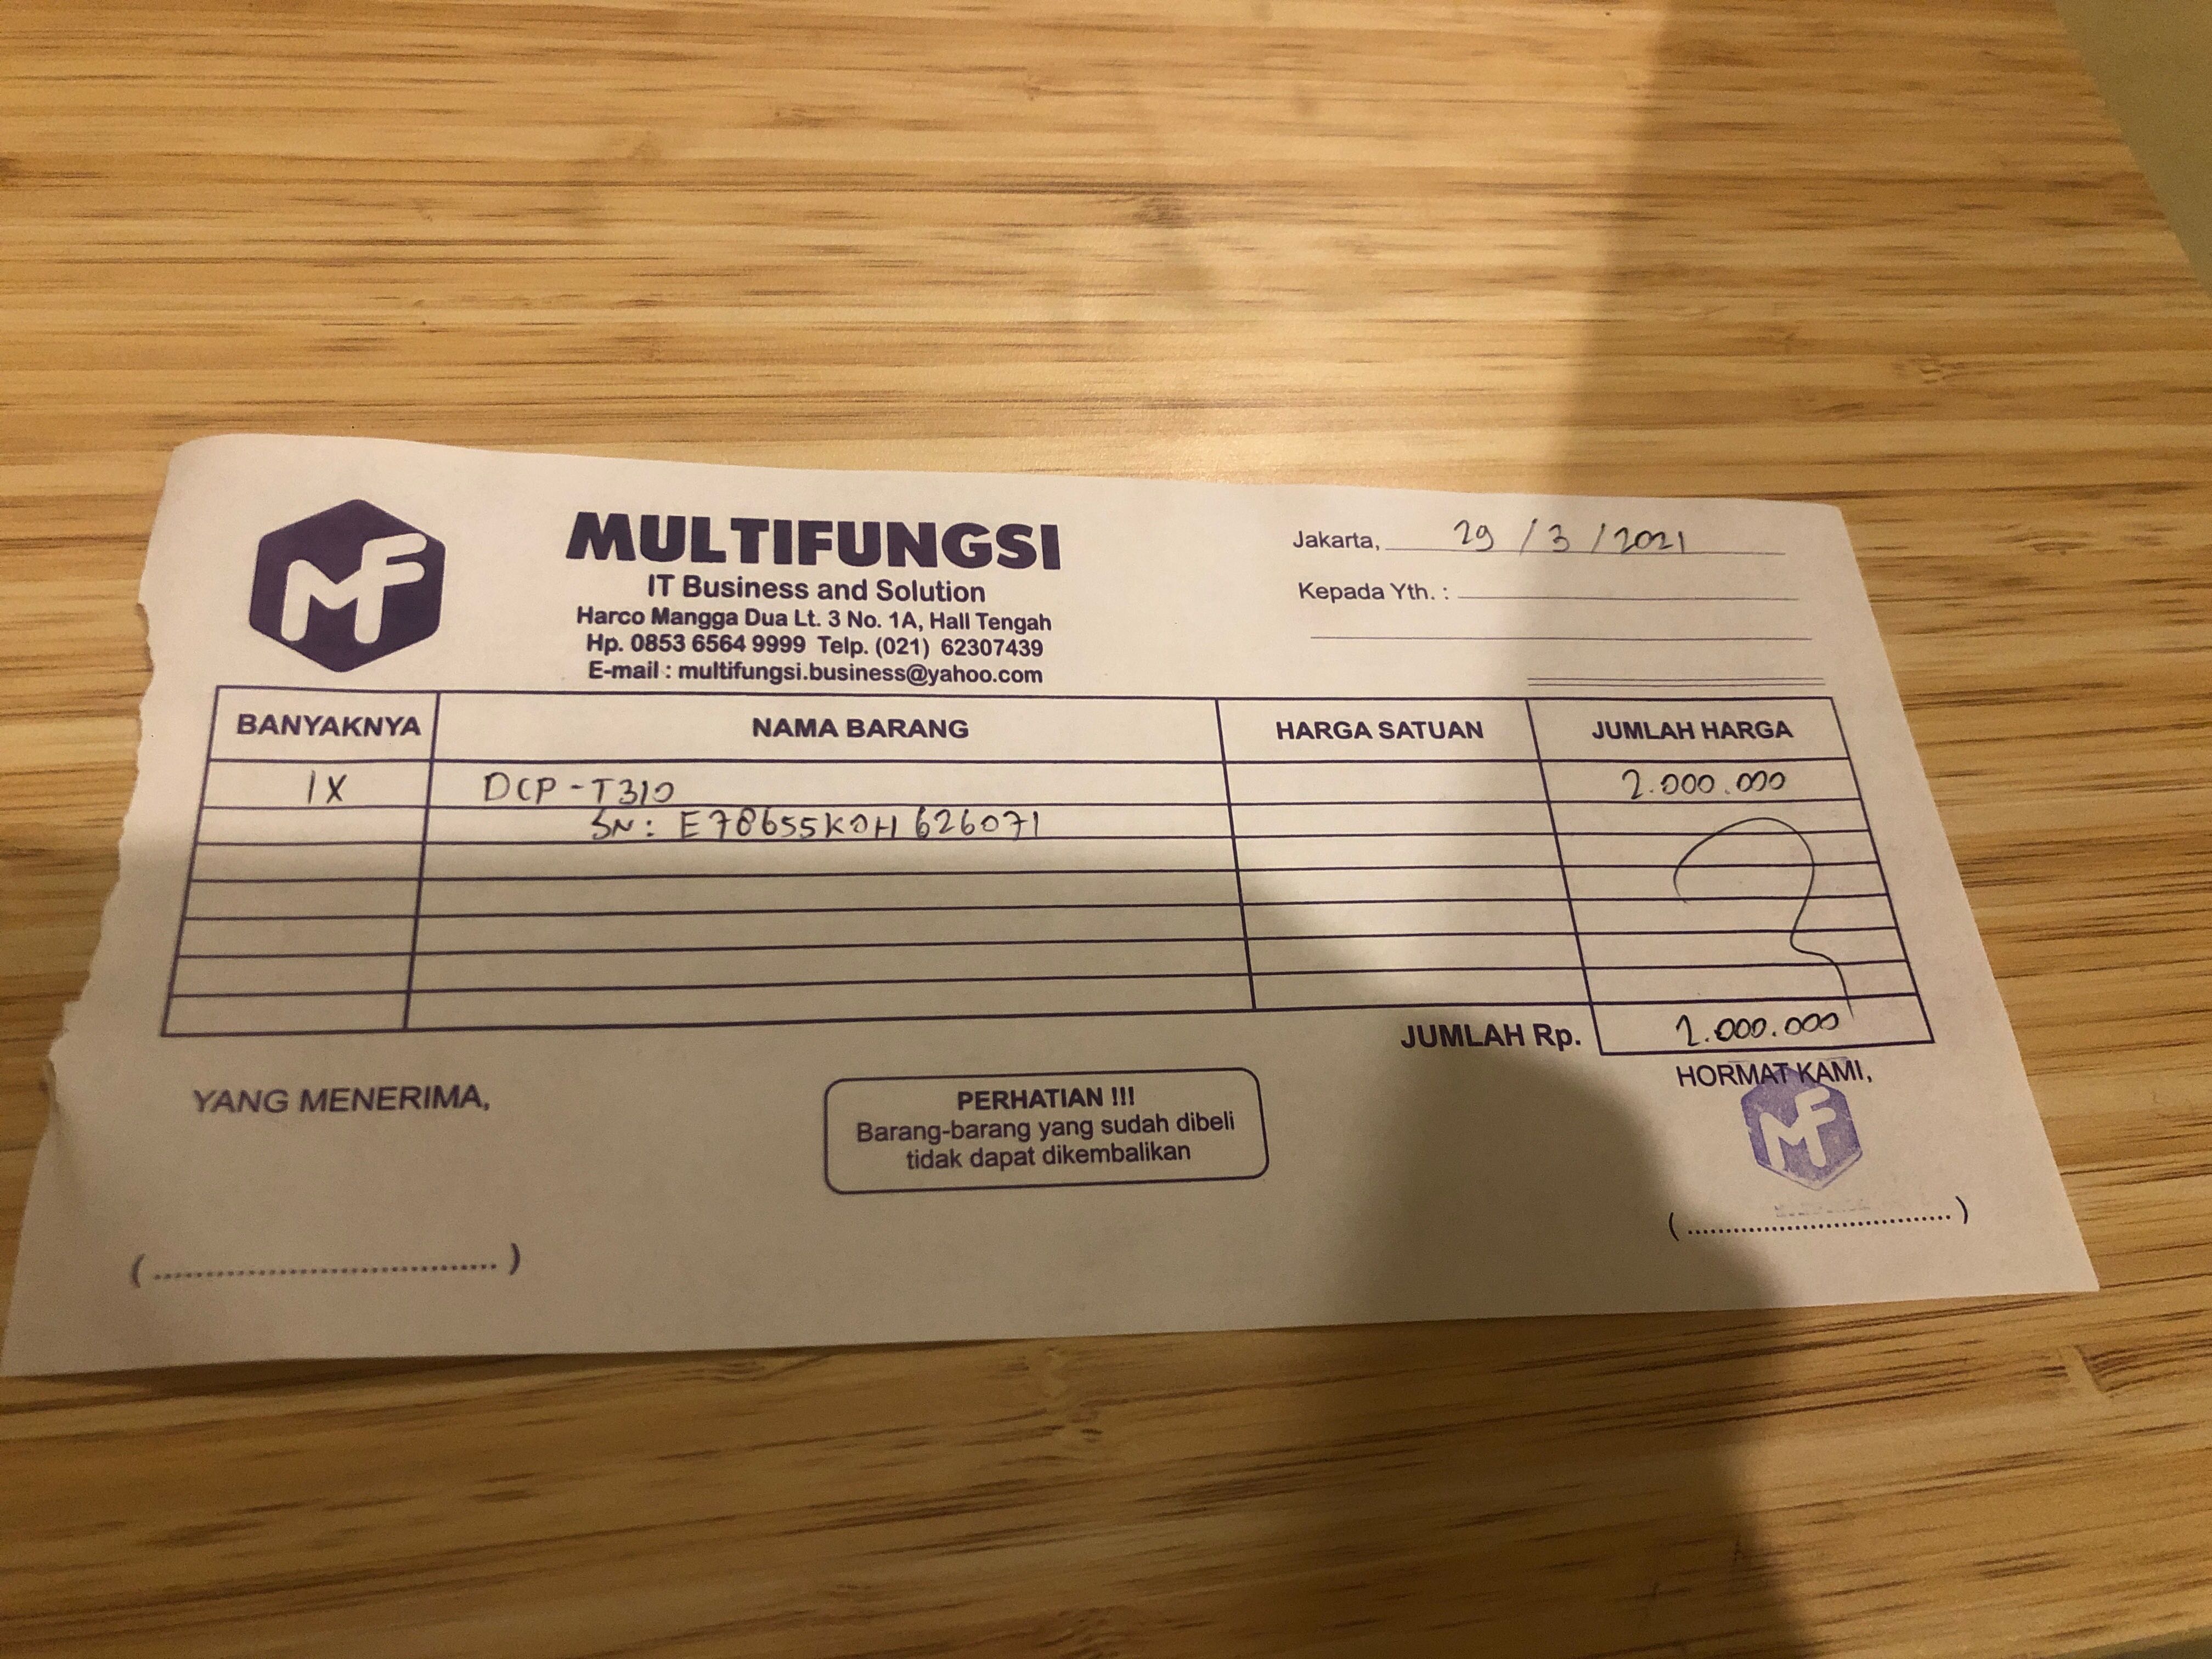 MF
MULTIFUNGSI
IT Business and Solution
Harco Mangga Dua Lt. 3 No. 1A, Hall Tengah
Hp. 0853 6564 9999 Telp. (021) 62307439
E-mail : multifungsi.business@yahoo.com
Jakarta, 29 / 3 / 2021
Kepada Yth. :
BANYAKNYA NAMA BARANG HARGA SATUAN JUMLAH HARGA
1X DCP-T310 2.000.000
SN: E78655K0H626071
JUMLAH Rp. 2.000.000
YANG MENERIMA,
PERHATIAN !!!
Barang-barang yang sudah dibeli
tidak dapat dikembalikan
HORMAT KAMI,
MF
(....................................)
(....................................)